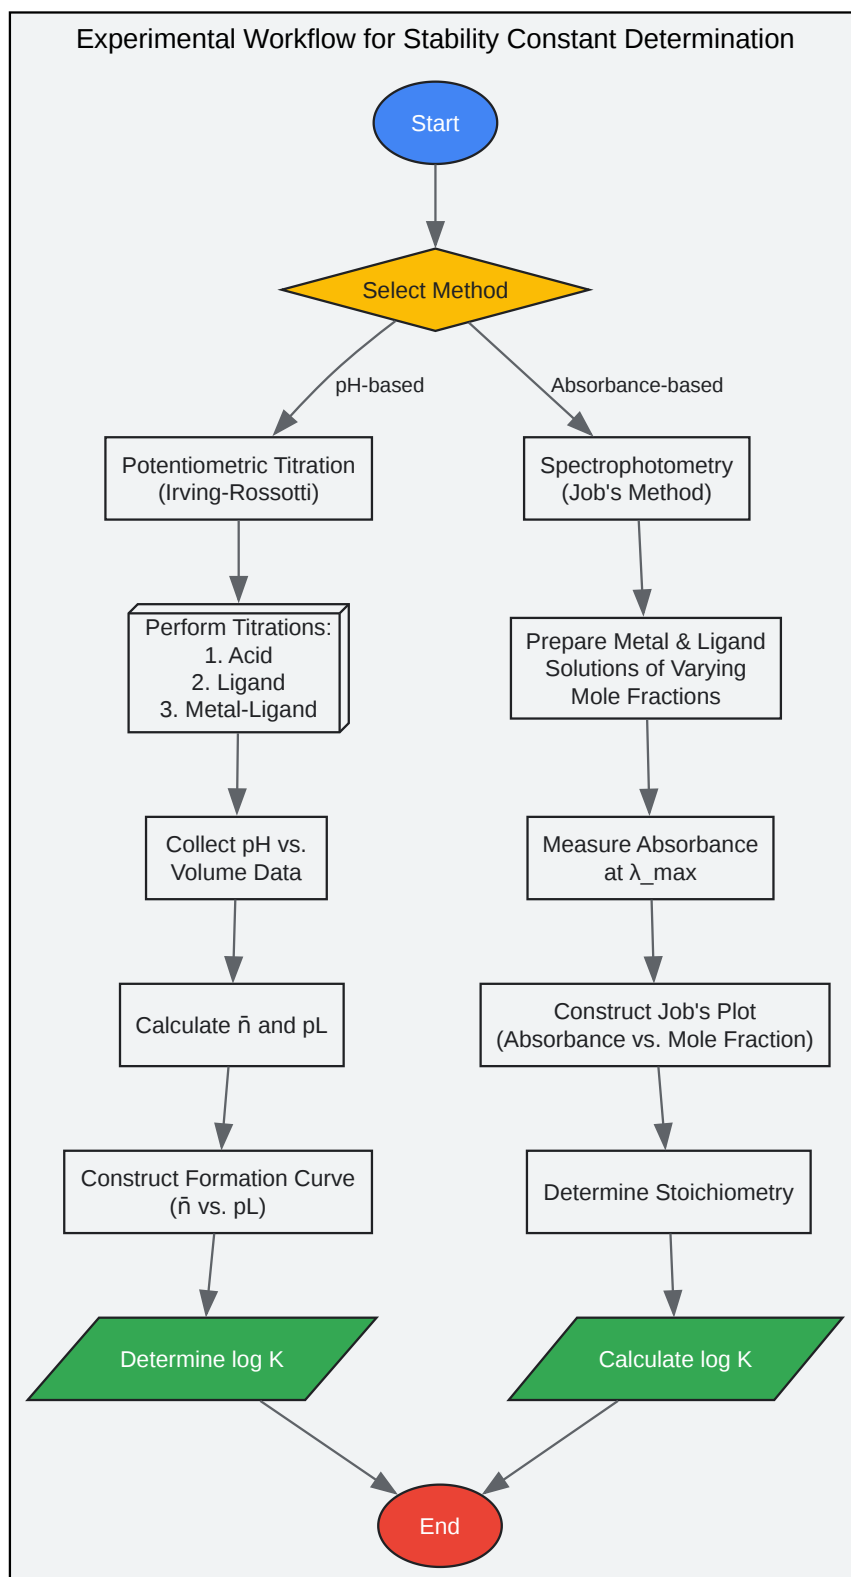 Experimental Workflow for Stability Constant Determination
Start
Select Method
pH-based
Absorbance-based
Potentiometric Titration
(Irving-Rossotti)
Spectrophotometry
(Job's Method)
Perform Titrations:
1. Acid
2. Ligand
3. Metal-Ligand
Prepare Metal & Ligand
Solutions of Varying
Mole Fractions
Collect pH vs.
Volume Data
Measure Absorbance
at λ_max
Calculate n̄ and pL
Construct Job's Plot
(Absorbance vs. Mole Fraction)
Construct Formation Curve
(n̄ vs. pL)
Determine Stoichiometry
Determine log K
Calculate log K
End